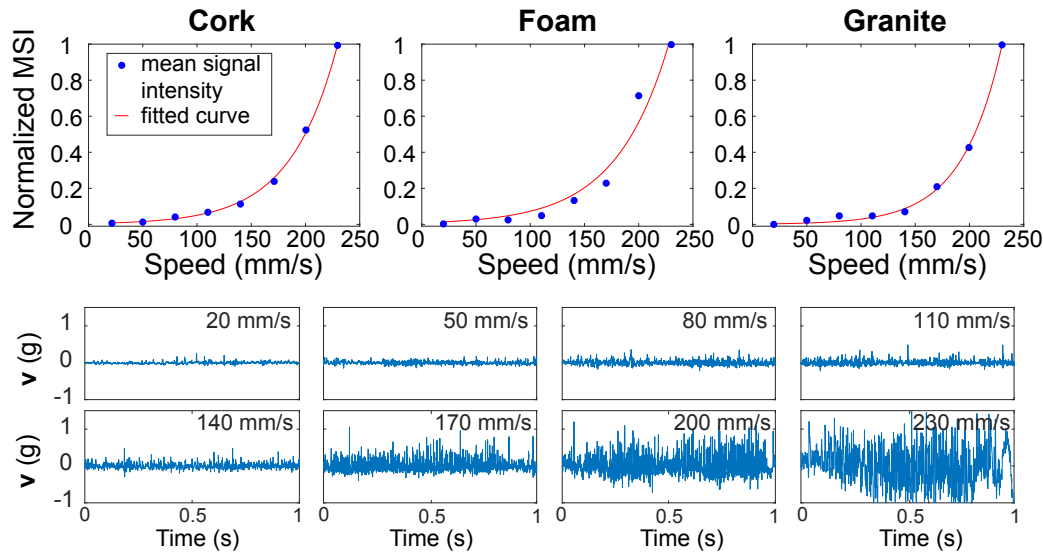 Cork Foam Granite
Normalized MSI
1 1 1
0.8 0.8 0.8
0.6 0.6 0.6
0.4 0.4 0.4
0.2 0.2 0.2
0 0 0
mean signal
intensity
fitted curve
0 50 100 150 200 250 0 50 100 150 200 250 0 50 100 150 200 250
Speed (mm/s) Speed (mm/s) Speed (mm/s)
20 mm/s 50 mm/s 80 mm/s 110 mm/s
v (g)
1
0
-1
140 mm/s 170 mm/s 200 mm/s 230 mm/s
v (g)
1
0
-1
0 0.5 1 0 0.5 1 0 0.5 1 0 0.5 1
Time (s) Time (s) Time (s) Time (s)